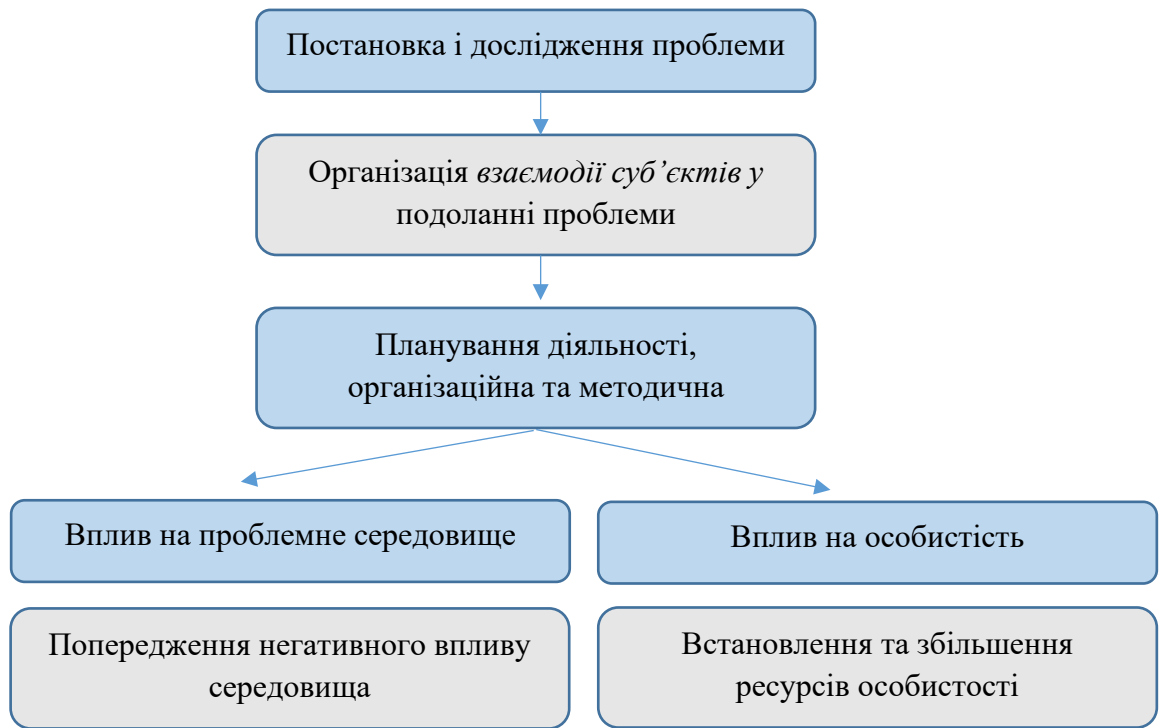 Постановка і дослідження проблеми
Організація взаємодії суб’єктів у
подоланні проблеми
Планування діяльності,
організаційна та методична
Вплив на проблемне середовище
Вплив на особистість
Попередження негативного впливу
середовища
Встановлення та збільшення
ресурсів особистості